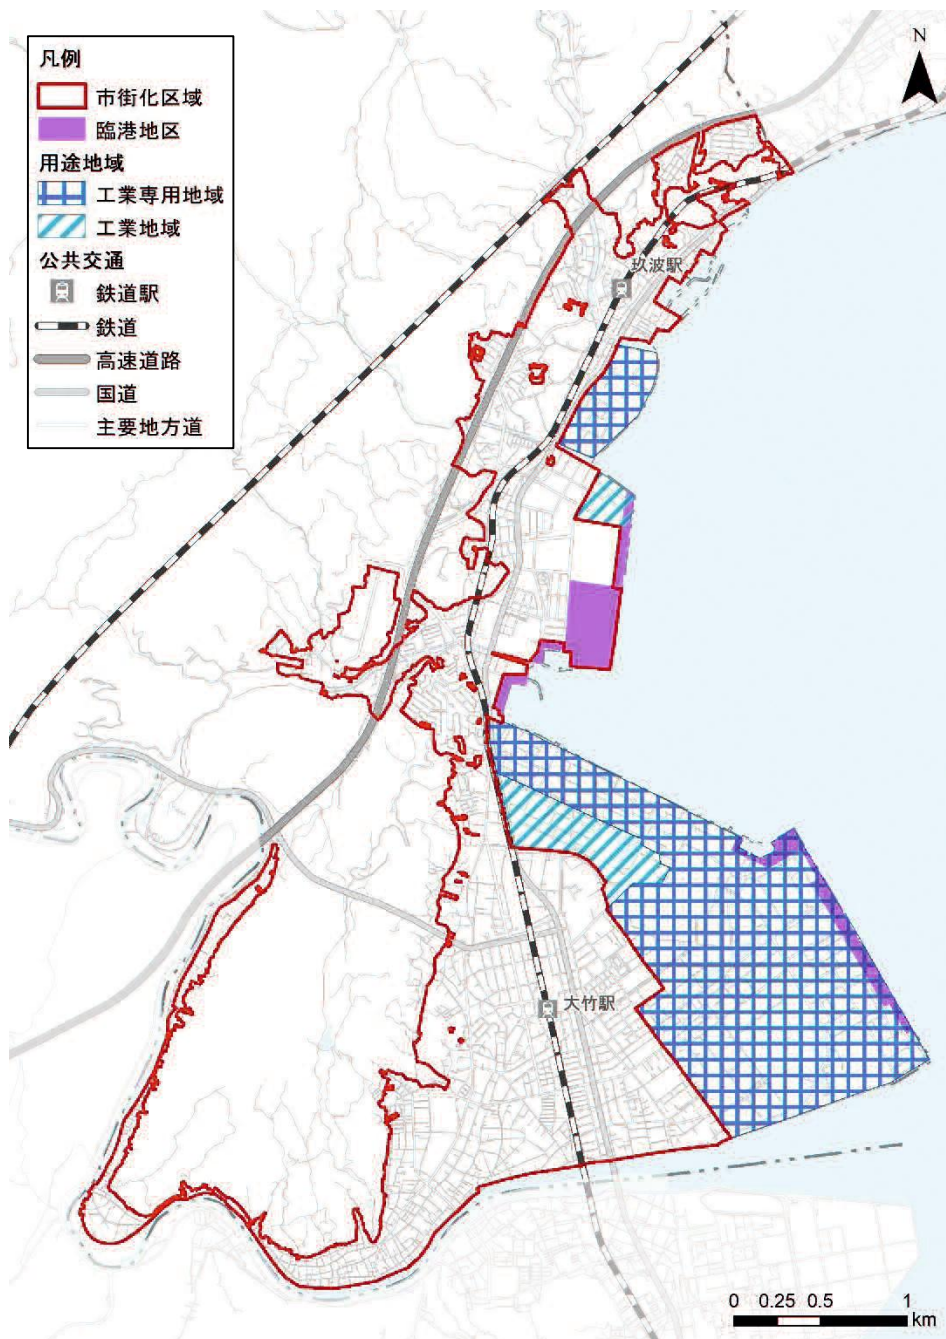 凡例
市街化区域
臨港地区
用途地域
工業専用地域
工業地域
公共交通
鉄道駅
鉄道
高速道路
国道
主要地方道
N
玖波駅
大竹駅
0 0.25 0.5 1
km